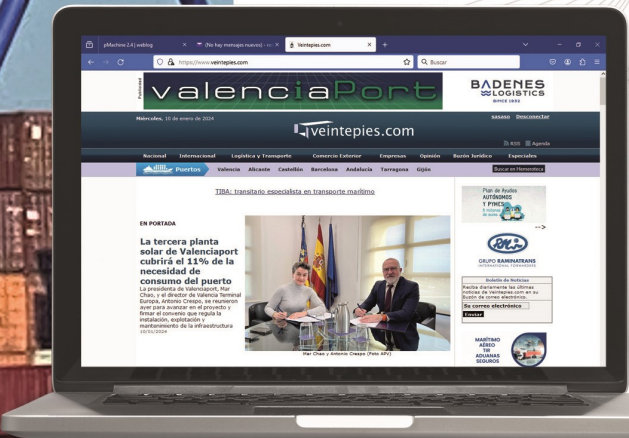 pMachine 2.4 | weblog
(No hay mensajes nuevos)
Veintepies.com
https://www.veintepies.com
Buscar
Publicidad
valenciaPort
BADENES
LOGISTICS
SINCE 1853
Miércoles, 10 de enero de 2024
sasano Desconectar
veintepies.com
RSS Agenda
Nacional Internacional Logística y Transporte Comercio Exterior Empresas Opinión Buzón Jurídico Especiales
Puertos Valencia Alicante Castellón Barcelona Andalucía Tarragona Gijón
Buscar en Hemeroteca
TIBA: transitario especialista en transporte marítimo
Plan de Ayudas
AUTÓNOMOS
Y PYMES
-->
EN PORTADA
La tercera planta
solar de Valenciaport
cubrirá el 11% de la
necesidad de
consumo del puerto
La presidenta de Valenciaport, Mar
Chao, y el director de Valencia Terminal
Europa, Antonio Crespo, se reunieron
ayer para avanzar en el proyecto y
firmar el convenio que regula la
instalación, explotación y
mantenimiento de la infraestructura
10/01/2024
Mar Chao y Antonio Crespo (Foto APV)
GRUPO RAMINATRANS
INTERNATIONAL FORWARDERS
Boletín de Noticias
Reciba diariamente las últimas
noticias de Veintepies.com en su
Buzón de correo electrónico.
Su correo electrónico
Enviar
MARÍTIMO
AÉREO
TIR
ADUANAS
SEGUROS